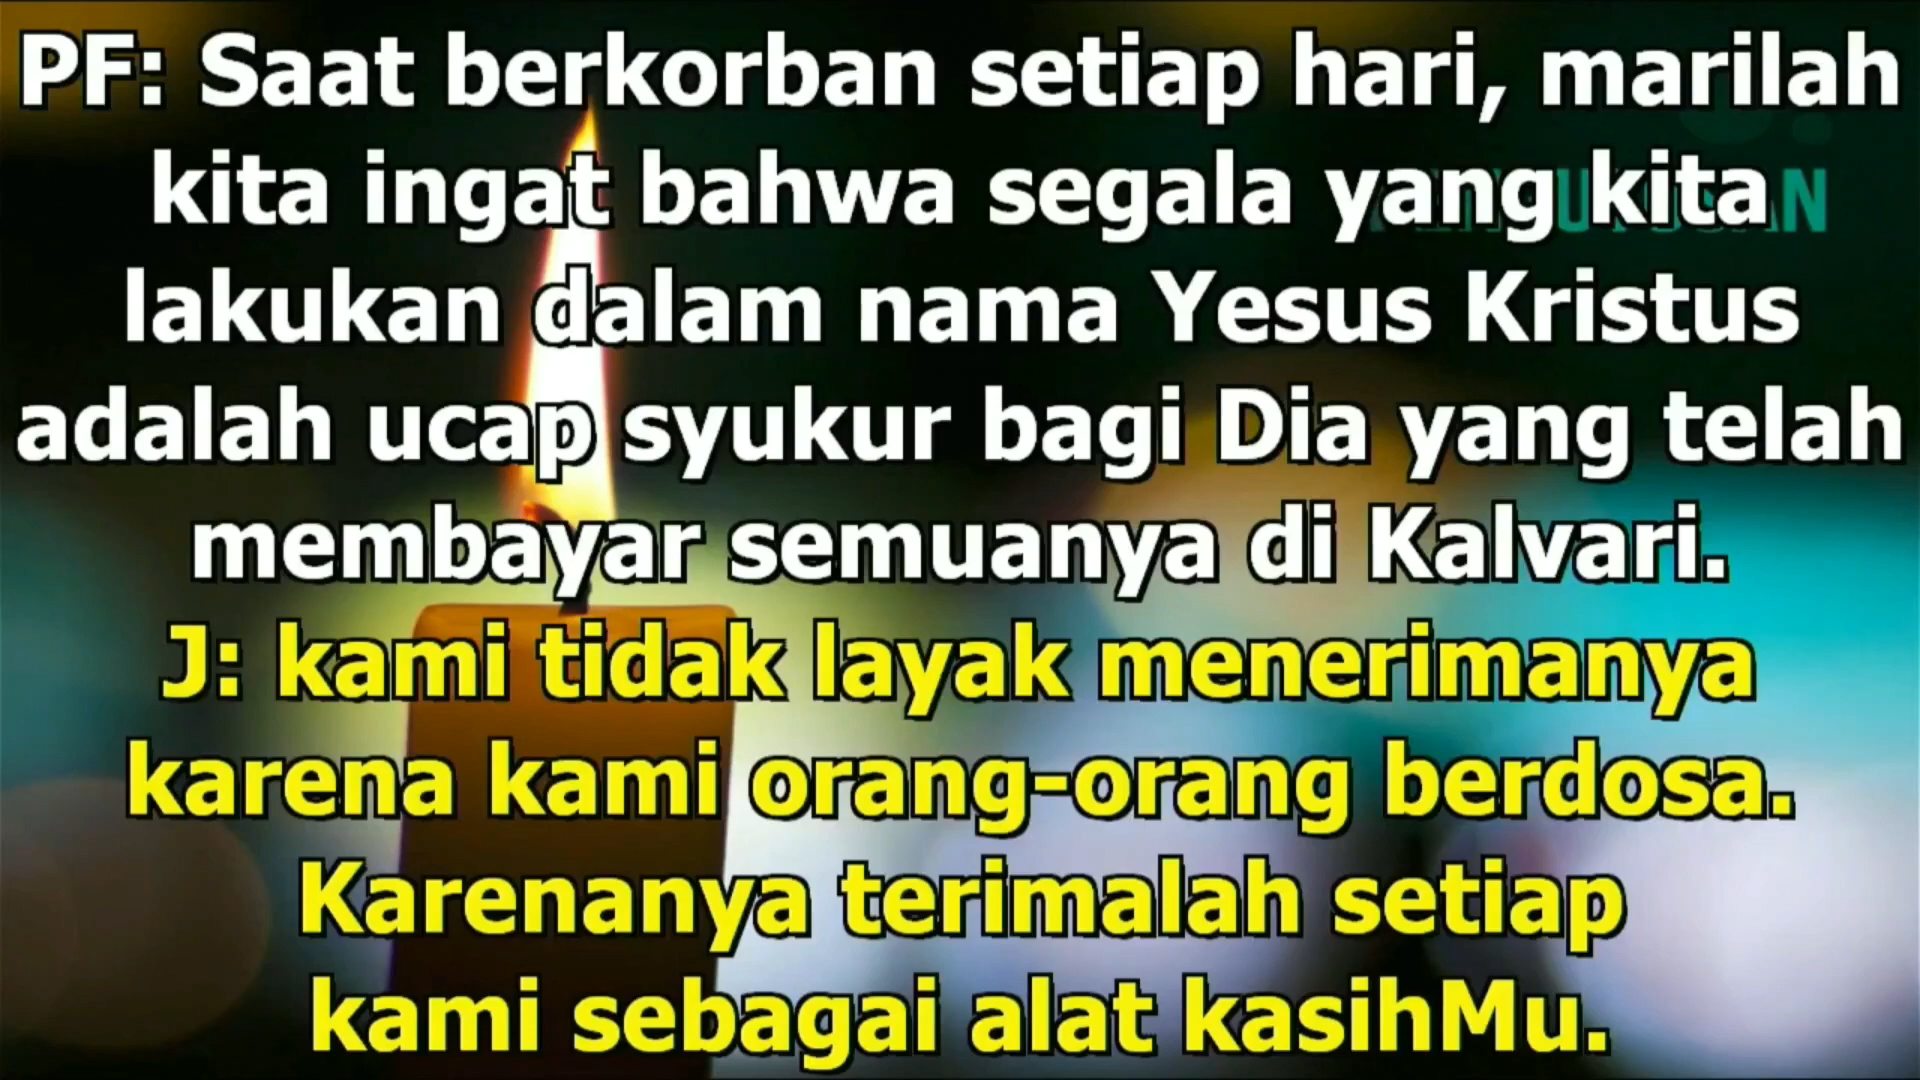 PF: Saat berkorban setiap hari, marilah
kita ingat bahwa segala yang kita
lakukan dalam nama Yesus Kristus
adalah ucap syukur bagi Dia yang telah
membayar semuanya di Kalvari.
J: kami tidak layak menerimanya
karena kami orang-orang berdosa.
Karenanya terimalah setiap
kami sebagai alat kasihMu.